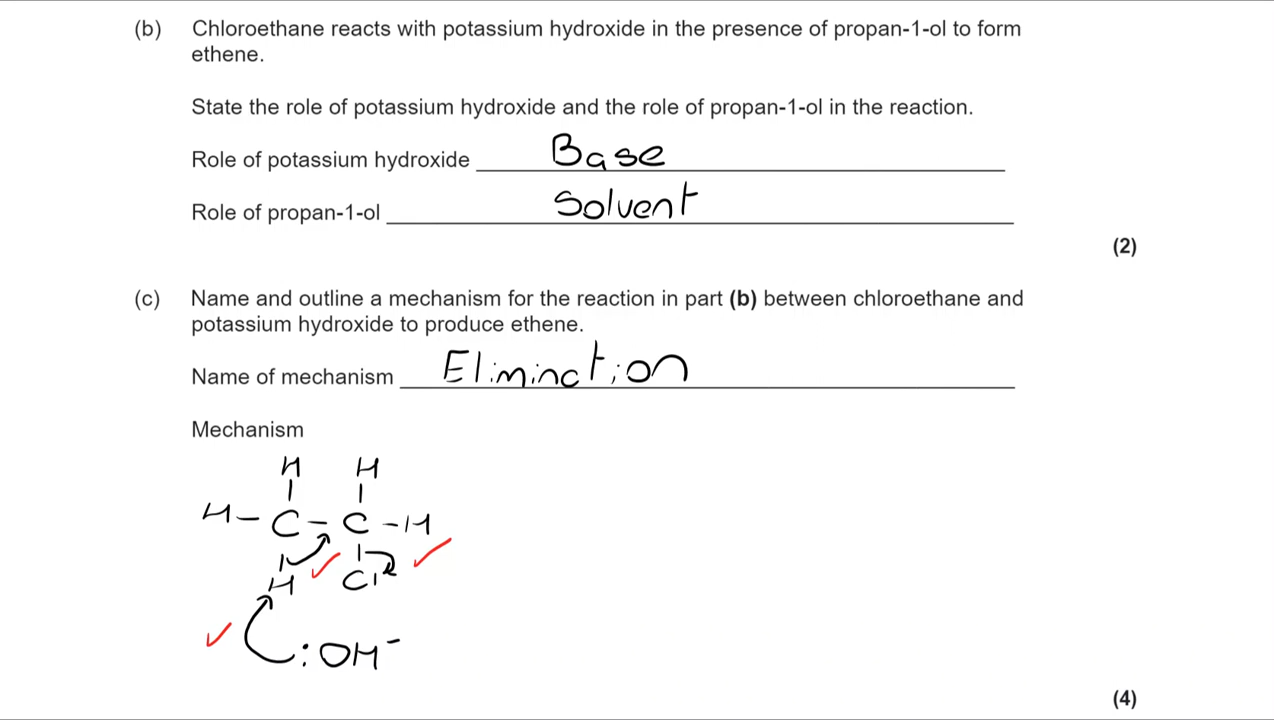 (b) Chloroethane reacts with potassium hydroxide in the presence of propan-1-ol to form
ethene.
State the role of potassium hydroxide and the role of propan-1-ol in the reaction.
Role of potassium hydroxide Base
Role of propan-1-ol Solvent
(2)
(c) Name and outline a mechanism for the reaction in part (b) between chloroethane and
potassium hydroxide to produce ethene.
Name of mechanism Elimination
Mechanism
H H
H-C-C-H
H Cl
:OH⁻
(4)